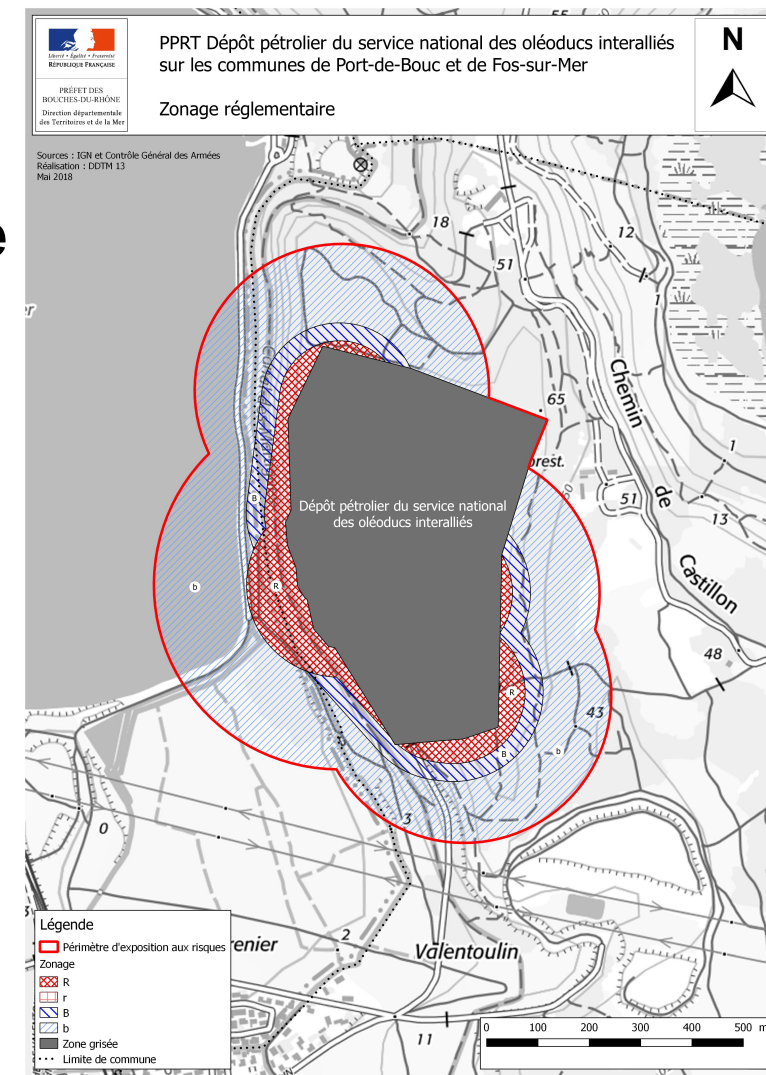 Liberté • Égalité • Fraternité
RÉPUBLIQUE FRANÇAISE
PRÉFET DES
BOUCHES-DU-RHÔNE
Direction départementale
des Territoires et de la Mer
PPRT Dépôt pétrolier du service national des oléoducs interalliés
sur les communes de Port-de-Bouc et de Fos-sur-Mer
Zonage réglementaire
N
Sources : IGN et Contrôle Général des Armées
Réalisation : DDTM 13
Mai 2018
55
18
12
51
1
65
Chemin
de
Castillon
1
51
13
Dépôt pétrolier du service national
des oléoducs interalliés
50
B
b
R
48
R
43
B
b
3
0
2
Valentoulin
11
Légende
Périmètre d'exposition aux risques
Zonage
R
r
B
b
Zone grisée
Limite de commune
0 100 200 300 400 500 m